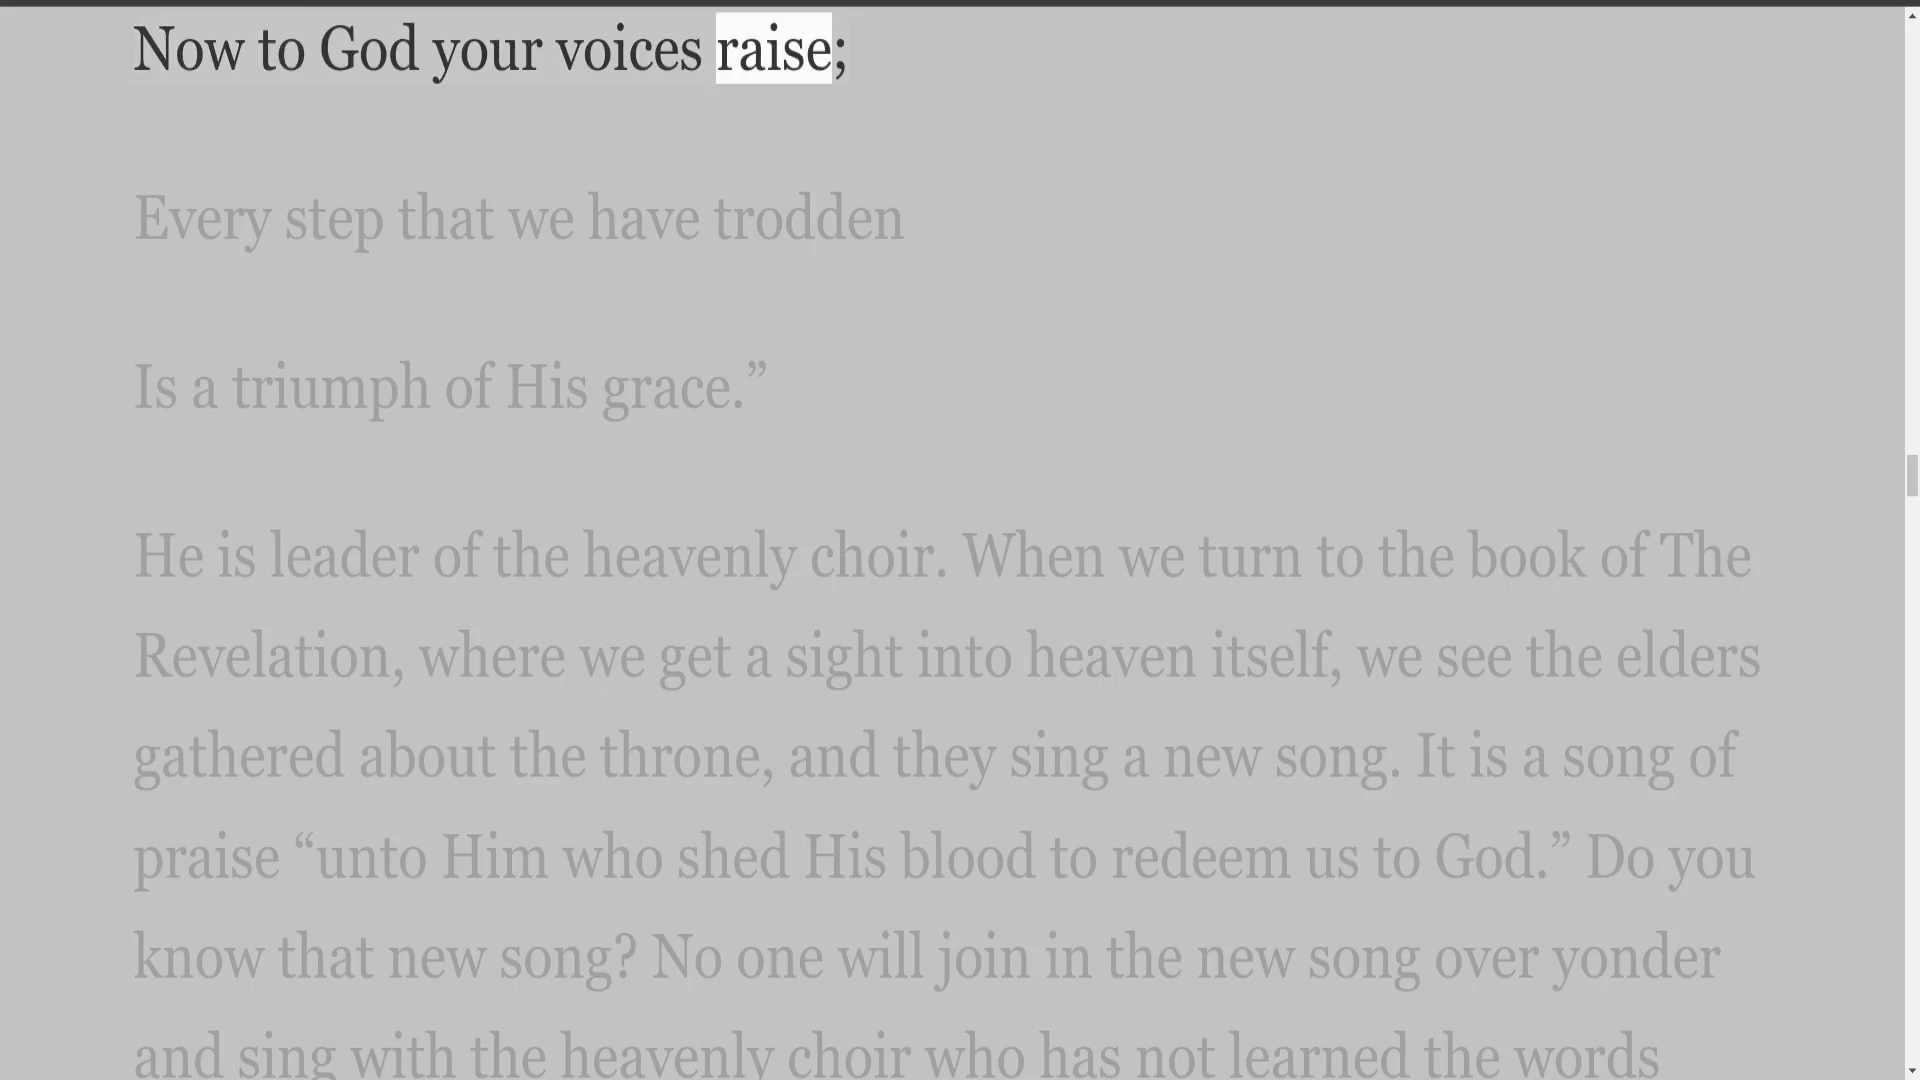 Now to God your voices raise;
Every step that we have trodden
Is a triumph of His grace.”
He is leader of the heavenly choir. When we turn to the book of The
Revelation, where we get a sight into heaven itself, we see the elders
gathered about the throne, and they sing a new song. It is a song of
praise “unto Him who shed His blood to redeem us to God.” Do you
know that new song? No one will join in the new song over yonder
and sing with the heavenly choir who has not learned the words